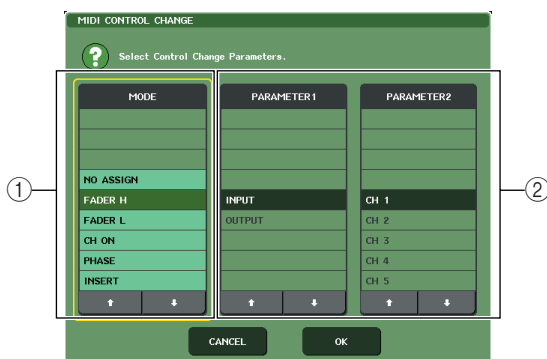 MIDI CONTROL CHANGE
?
Select Control Change Parameters.
MODE
PARAMETER1
PARAMETER2
NO ASSIGN
FADER H
INPUT
CH 1
FADER L
OUTPUT
CH 2
CH ON
CH 3
PHASE
CH 4
INSERT
CH 5
CANCEL
OK
1
2